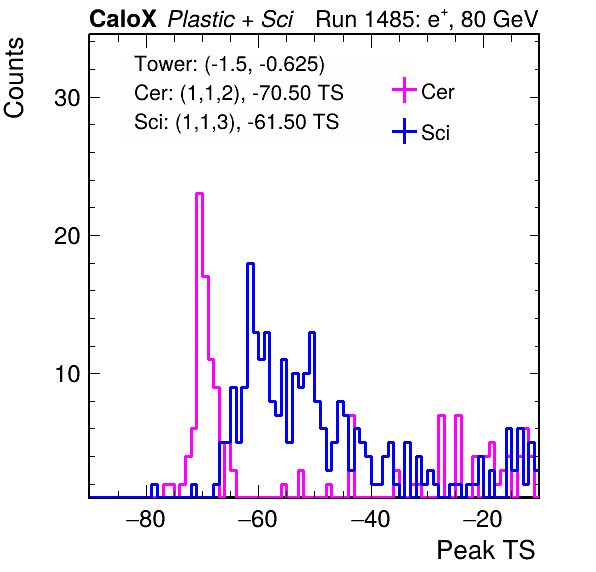 CaloX Plastic + Sci Run 1485: e+, 80 GeV
Counts
Tower: (-1.5, -0.625)
Cer: (1,1,2), -70.50 TS
Sci: (1,1,3), -61.50 TS
Cer
Sci
30
20
10
−80 −60 −40 −20
Peak TS